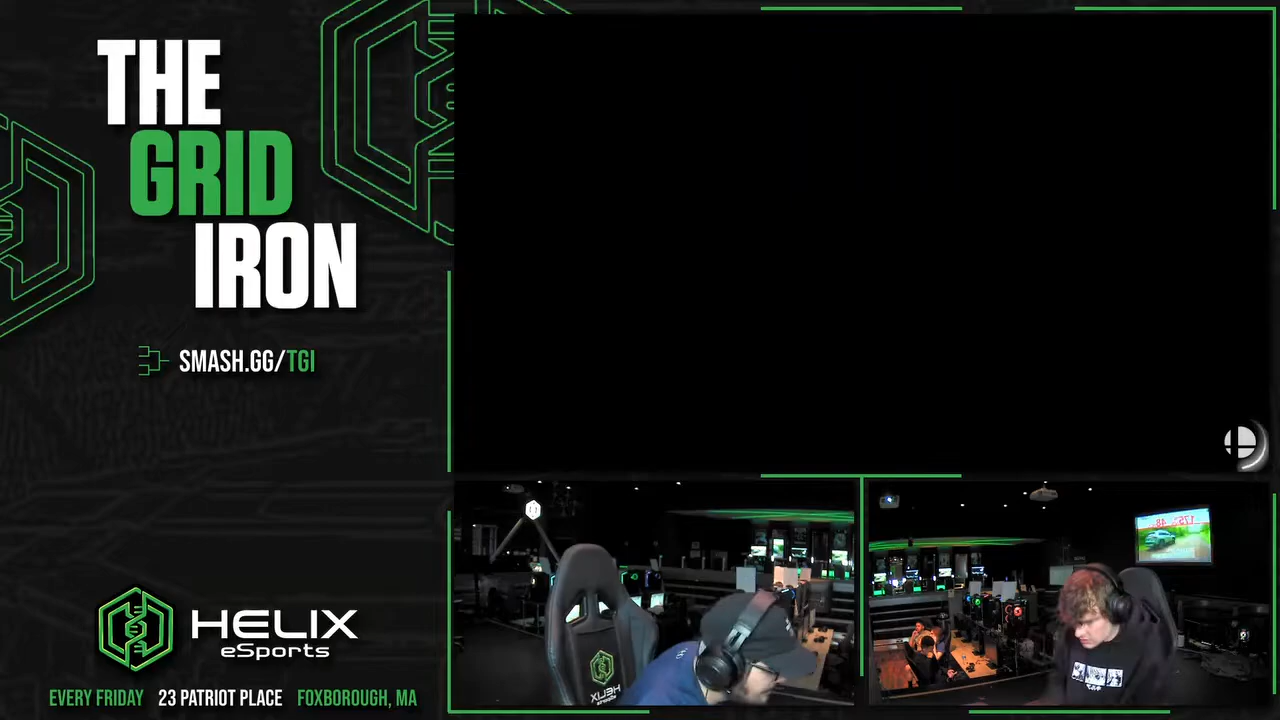 THE
GRID
IRON
SMASH.GG/TGI
HELIX
eSports
EVERY FRIDAY 23 PATRIOT PLACE FOXBOROUGH, MA